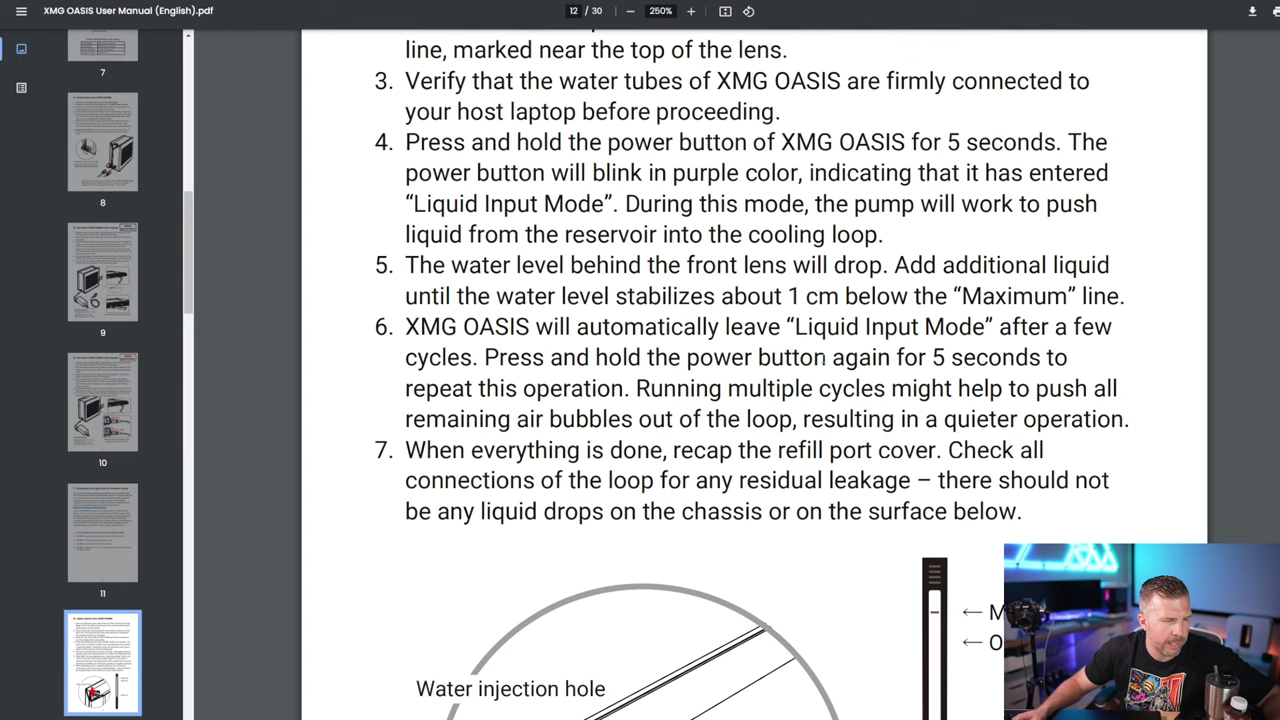 XMG OASIS User Manual (English).pdf
12 / 30
250%
7
8
9
10
11
line, marked near the top of the lens.
3. Verify that the water tubes of XMG OASIS are firmly connected to
your host laptop before proceeding.
4. Press and hold the power button of XMG OASIS for 5 seconds. The
power button will blink in purple color, indicating that it has entered
“Liquid Input Mode”. During this mode, the pump will work to push
liquid from the reservoir into the cooling loop.
5. The water level behind the front lens will drop. Add additional liquid
until the water level stabilizes about 1 cm below the “Maximum” line.
6. XMG OASIS will automatically leave “Liquid Input Mode” after a few
cycles. Press and hold the power button again for 5 seconds to
repeat this operation. Running multiple cycles might help to push all
remaining air bubbles out of the loop, resulting in a quieter operation.
7. When everything is done, recap the refill port cover. Check all
connections of the loop for any residual leakage – there should not
be any liquid drops on the chassis or on the surface below.
Water injection hole